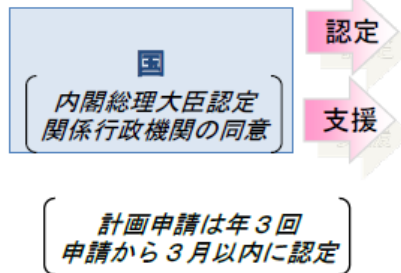 認定
国
内閣総理大臣認定
関係行政機関の同意
支援
計画申請は年３回
申請から３月以内に認定